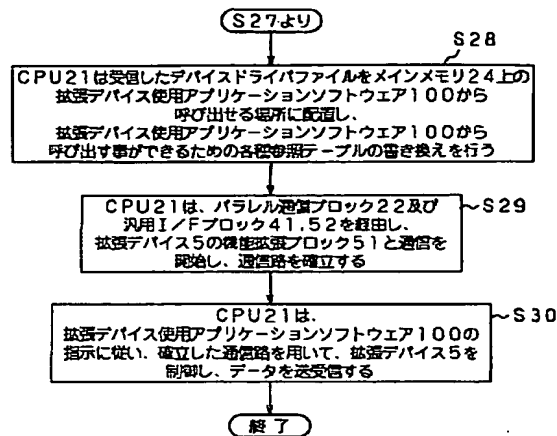 S27より
S28
CPU21は受信したデバイスドライバファイルをメインメモリ24上の
拡張デバイス使用アプリケーションソフトウェア100から
呼び出せる場所に配置し、
拡張デバイス使用アプリケーションソフトウェア100から
呼び出す事ができるための各種参照テーブルの書き換えを行う
S29
CPU21は、パラレル通信ブロック22及び
汎用I/Fブロック41.52を経由し、
拡張デバイス5の機能拡張ブロック51と通信を
開始し、通信路を確立する
S30
CPU21は、
拡張デバイス使用アプリケーションソフトウェア100の
指示に従い、確立した通信路を用いて、拡張デバイス5を
制御し、データを送受信する
終了